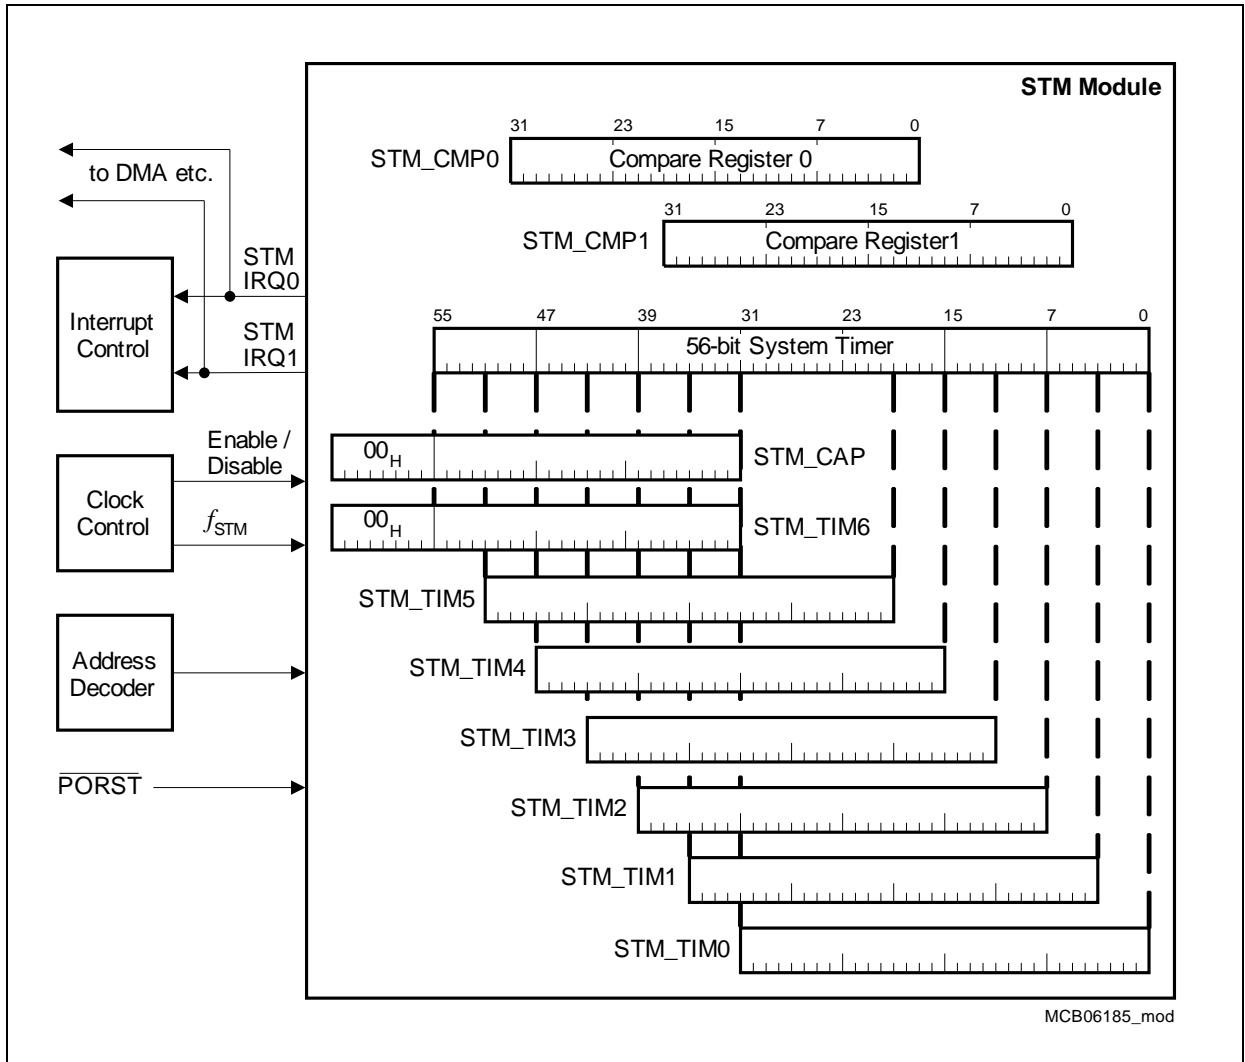 STM Module
31 23 15 7 0
STM_CMP0 Compare Register 0
to DMA etc.
31 23 15 7 0
STM_CMP1 Compare Register1
STM
IRQ0
Interrupt
Control
STM
IRQ1
55 47 39 31 23 15 7 0
56-bit System Timer
Enable /
Disable
00H STM_CAP
Clock
Control
fSTM
00H STM_TIM6
STM_TIM5
Address
Decoder
STM_TIM4
STM_TIM3
PORST
STM_TIM2
STM_TIM1
STM_TIM0
MCB06185_mod